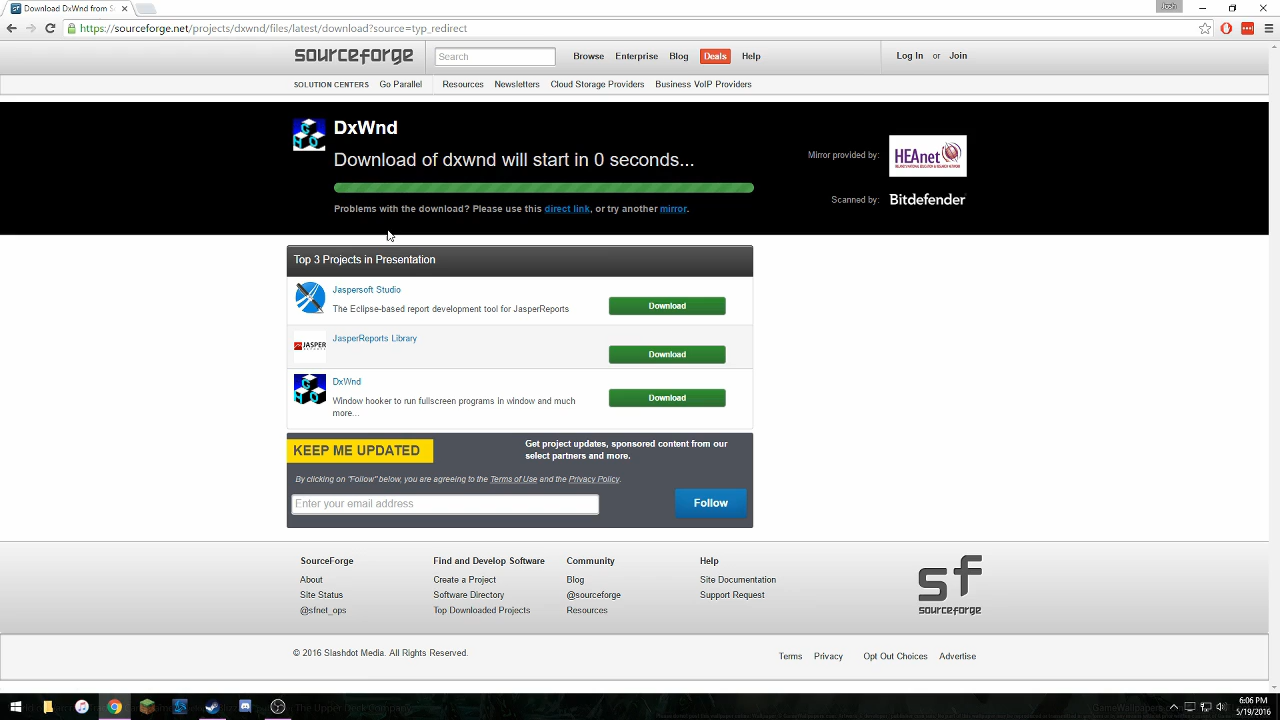 Download DxWnd from S
Josh
https://sourceforge.net/projects/dxwnd/files/latest/download?source=typ_redirect
sourceforge
Search
Browse Enterprise Blog Deals Help
Log In or Join
SOLUTION CENTERS Go Parallel Resources Newsletters Cloud Storage Providers Business VoIP Providers
DxWnd
Download of dxwnd will start in 0 seconds...
Problems with the download? Please use this direct link, or try another mirror.
Mirror provided by:
HEAnet
Scanned by: Bitdefender
Top 3 Projects in Presentation
Jaspersoft Studio
The Eclipse-based report development tool for JasperReports
Download
JasperReports Library
JASPER
Download
DxWnd
Window hooker to run fullscreen programs in window and much
more...
Download
KEEP ME UPDATED
Get project updates, sponsored content from our
select partners and more.
By clicking on "Follow" below, you are agreeing to the Terms of Use and the Privacy Policy.
Enter your email address
Follow
SourceForge
About
Site Status
@sfnet_ops
Find and Develop Software
Create a Project
Software Directory
Top Downloaded Projects
Community
Blog
@sourceforge
Resources
Help
Site Documentation
Support Request
sf
sourceforge
© 2016 Slashdot Media. All Rights Reserved.
Terms Privacy Opt Out Choices Advertise
6:06 PM
5/19/2016